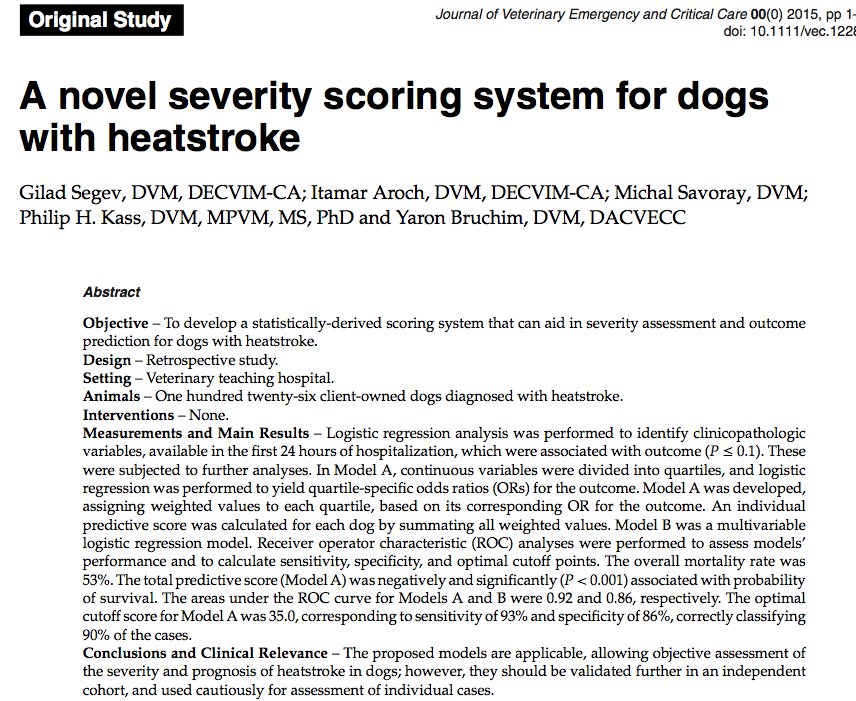 Original Study
Journal of Veterinary Emergency and Critical Care 00(0) 2015, pp 1–
doi: 10.1111/vec.1228
A novel severity scoring system for dogs
with heatstroke
Gilad Segev, DVM, DECVIM-CA; Itamar Aroch, DVM, DECVIM-CA; Michal Savoray, DVM;
Philip H. Kass, DVM, MPVM, MS, PhD and Yaron Bruchim, DVM, DACVECC
Abstract
Objective – To develop a statistically-derived scoring system that can aid in severity assessment and outcome
prediction for dogs with heatstroke.
Design – Retrospective study.
Setting – Veterinary teaching hospital.
Animals – One hundred twenty-six client-owned dogs diagnosed with heatstroke.
Interventions – None.
Measurements and Main Results – Logistic regression analysis was performed to identify clinicopathologic
variables, available in the first 24 hours of hospitalization, which were associated with outcome (P ≤ 0.1). These
were subjected to further analyses. In Model A, continuous variables were divided into quartiles, and logistic
regression was performed to yield quartile-specific odds ratios (ORs) for the outcome. Model A was developed,
assigning weighted values to each quartile, based on its corresponding OR for the outcome. An individual
predictive score was calculated for each dog by summating all weighted values. Model B was a multivariable
logistic regression model. Receiver operator characteristic (ROC) analyses were performed to assess models'
performance and to calculate sensitivity, specificity, and optimal cutoff points. The overall mortality rate was
53%. The total predictive score (Model A) was negatively and significantly (P < 0.001) associated with probability
of survival. The areas under the ROC curve for Models A and B were 0.92 and 0.86, respectively. The optimal
cutoff score for Model A was 35.0, corresponding to sensitivity of 93% and specificity of 86%, correctly classifying
90% of the cases.
Conclusions and Clinical Relevance – The proposed models are applicable, allowing objective assessment of
the severity and prognosis of heatstroke in dogs; however, they should be validated further in an independent
cohort, and used cautiously for assessment of individual cases.